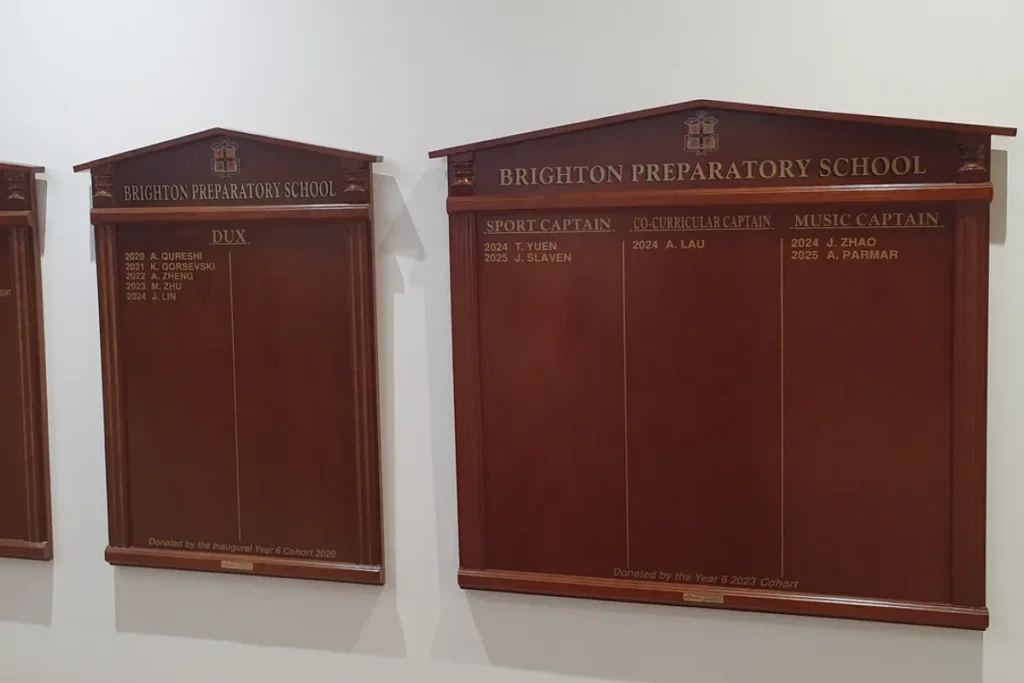 BRIGHTON PREPARATORY SCHOOL
DUX
2020 A. QURESHI
2021 K. GORSEVSKI
2022 A. ZHENG
2023 M. ZHU
2024 J. LIN
Donated by the Inaugural Year 6 Cohort 2020
BRIGHTON PREPARATORY SCHOOL
SPORT CAPTAIN
2024 T. YUEN
2025 J. SLAVEN
CO-CURRICULAR CAPTAIN
2024 A. LAU
MUSIC CAPTAIN
2024 J. ZHAO
2025 A. PARMAR
Donated by the Year 6 2023 Cohort